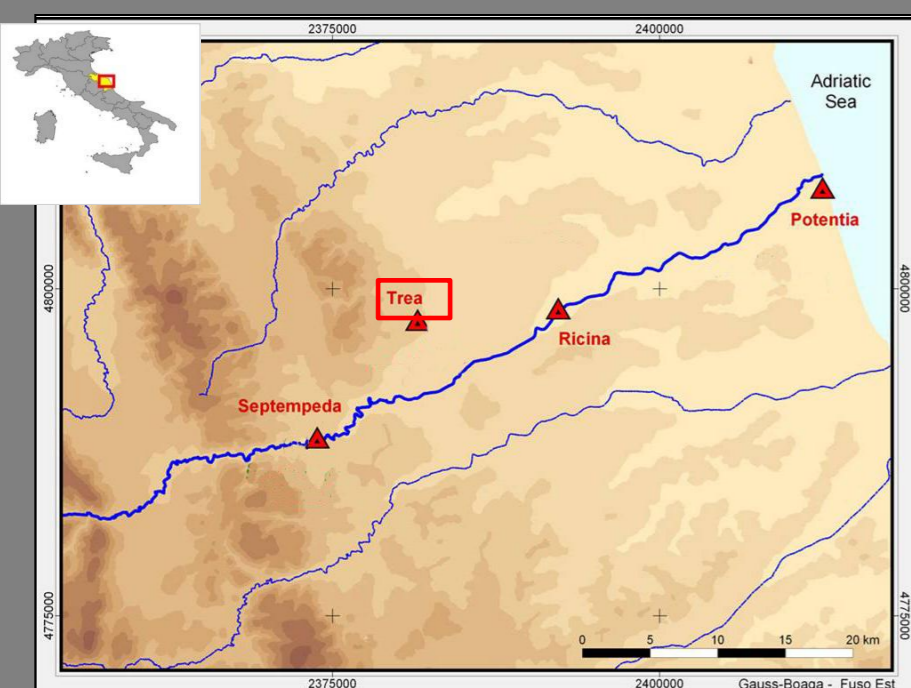 2375000
2400000
Adriatic
Sea
Potentia
4800000
4800000
Trea
Ricina
Septempeda
4775000
4775000
0
5
10
15
20 km
2375000
2400000
Gauss-Boaga - Fuso Est